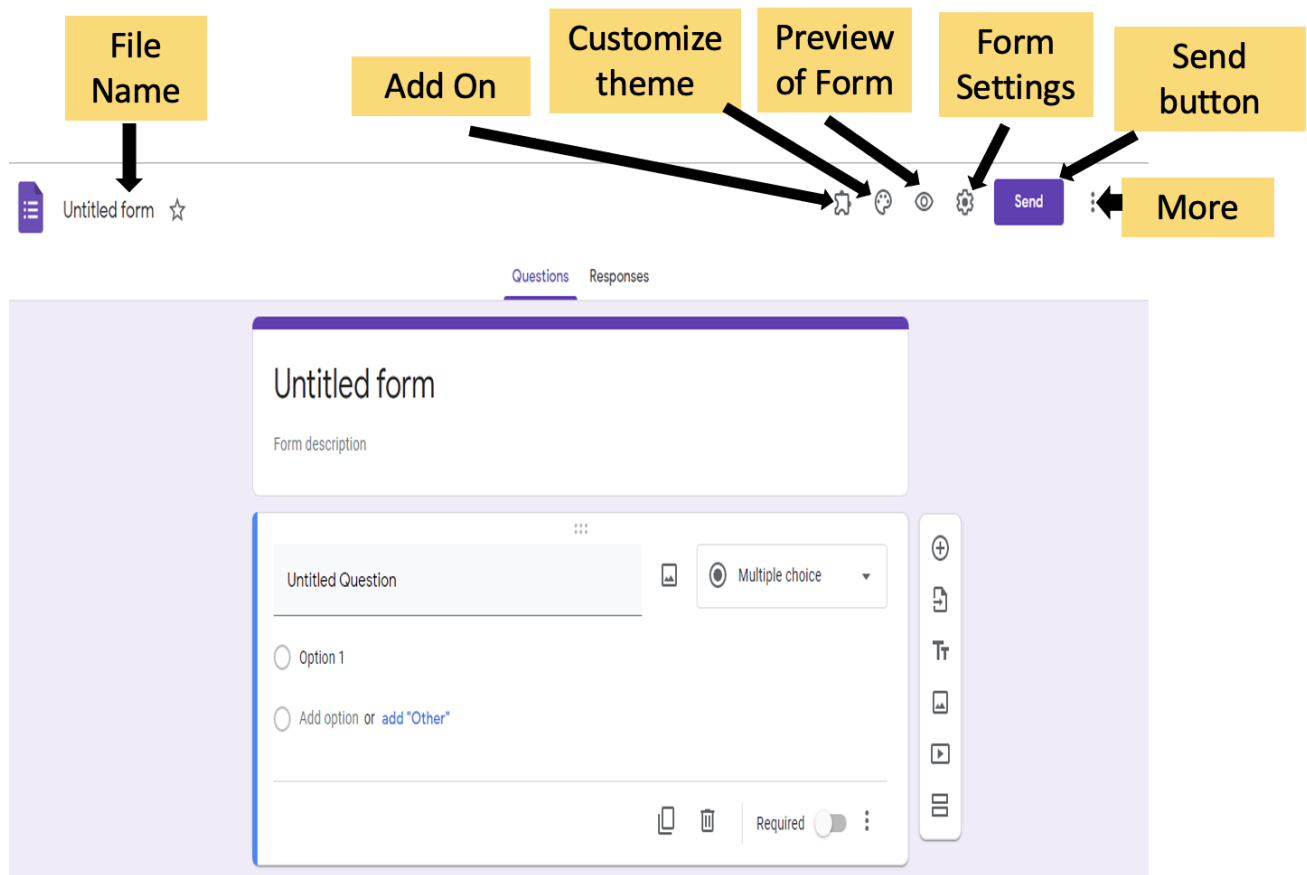 File
Name
Add On
Customize
theme
Preview
of Form
Form
Settings
Send
button
Untitled form
Send
More
Questions Responses
Untitled form
Form description
Untitled Question
Multiple choice
Option 1
Add option or add "Other"
Tт
Required